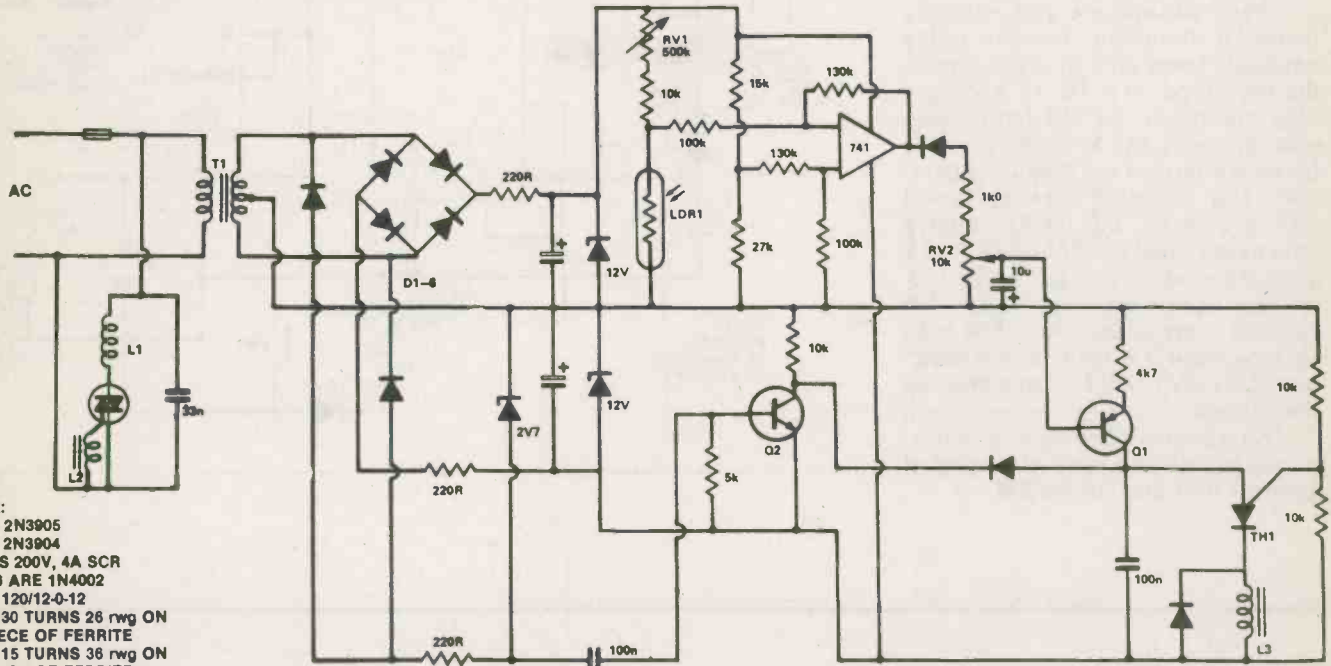 AC
T1
L1
L2
33n
D1–6
220R
12V
2V7
220R
12V
220R
100n
RV1
500k
10k
100k
LDR1
15k
130k
27k
130k
100k
741
1k0
RV2
10k
10u
10k
Q2
5k
4k7
Q1
10k
10k
TH1
100n
L3
:
2N3905
2N3904
S 200V, 4A SCR
ARE 1N4002
120/12-0-12
30 TURNS 26 rwg ON
ECE OF FERRITE
15 TURNS 36 rwg ON